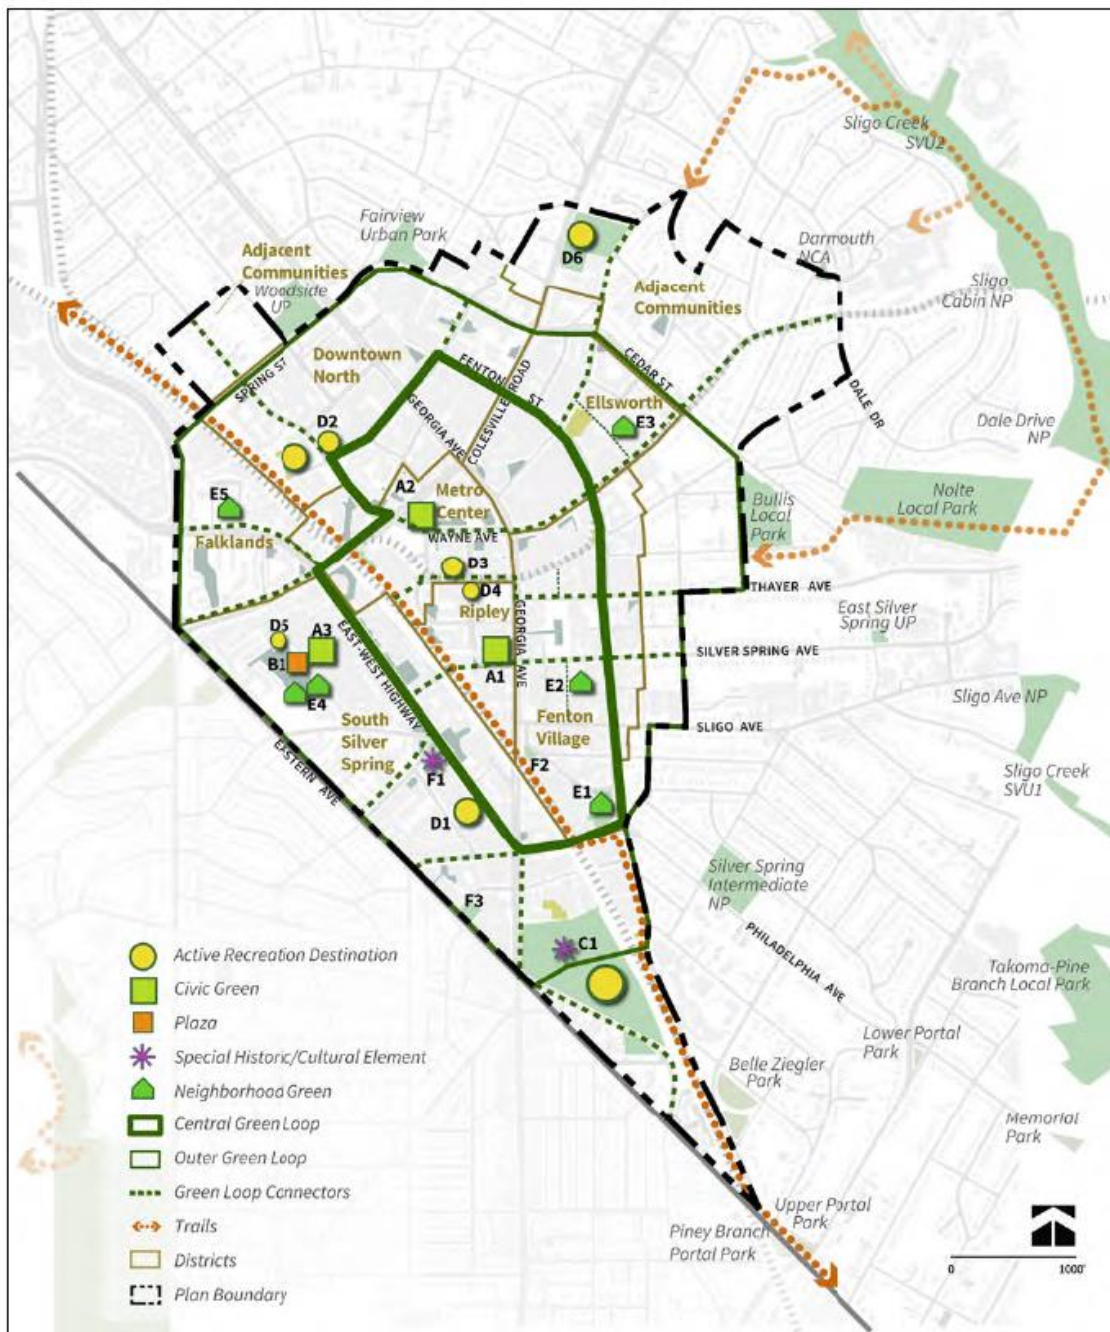 Sligo Creek
SVU2
Fairview
Urban Park
D6
Darmouth
NCA
Adjacent
Communities
Woodside
UP
Sligo
Cabin NP
Adjacent
Communities
Downtown
North
SPRING ST
FENTON ST
COLESVILLE ROAD
CEDAR ST
GEORGIA AVE
Ellsworth
E3
DALE DR
Dale Drive
NP
D2
A2
Metro
Center
E5
Nolte
Local Park
Bullis
Local
Park
Falklands
WAYNE AVE
D3
D4
Ripley
THAYER AVE
East Silver
Spring UP
D5
A3
B1
E4
EAST-WEST HIGHWAY
A1
GEORGIA AVE
SILVER SPRING AVE
E2
Fenton
Village
Sligo Ave NP
SLIGO AVE
South
Silver
Spring
EASTERN AVE
F1
F2
Sligo Creek
SVU1
D1
E1
Silver Spring
Intermediate
NP
F3
PHILADELPHIA AVE
C1
Takoma-Pine
Branch Local Park
Lower Portal
Park
Belle Ziegler
Park
Memorial
Park
Upper Portal
Park
Piney Branch
Portal Park
Active Recreation Destination
Civic Green
Plaza
Special Historic/Cultural Element
Neighborhood Green
Central Green Loop
Outer Green Loop
Green Loop Connectors
Trails
Districts
Plan Boundary
0 1000'